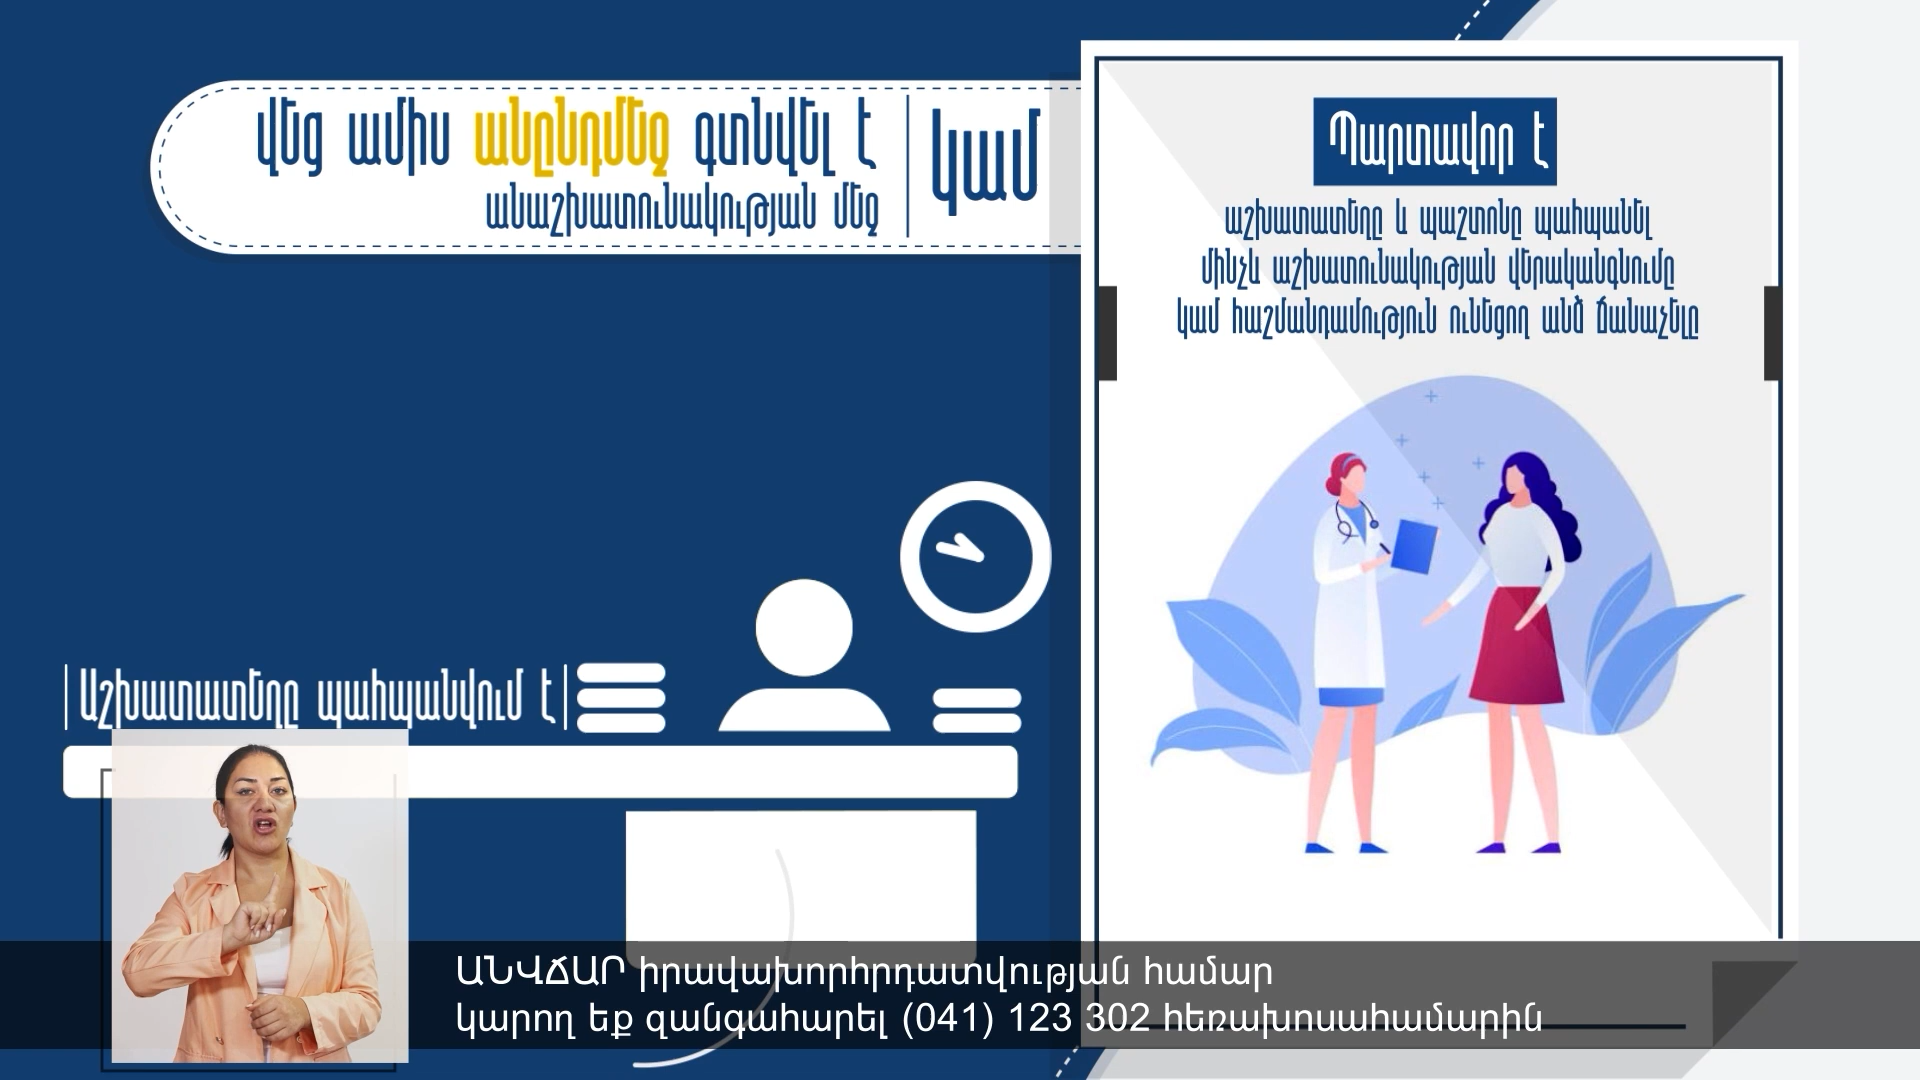 վեց ամիս անընդմեջ գտնվել է
անաշխատունակության մեջ
կամ
Պարտավոր է
աշխատատեղը և պաշտոնը պահպանել
մինչև աշխատունակության վերականգնումը
կամ հաշմանդամություն ունեցող անձ ճանաչելը
Աշխատատեղը պահպանվում է
ԱՆՎՃԱՐ իրավախորհրդատվության համար
կարող եք զանգահարել (041) 123 302 հեռախոսահամարին